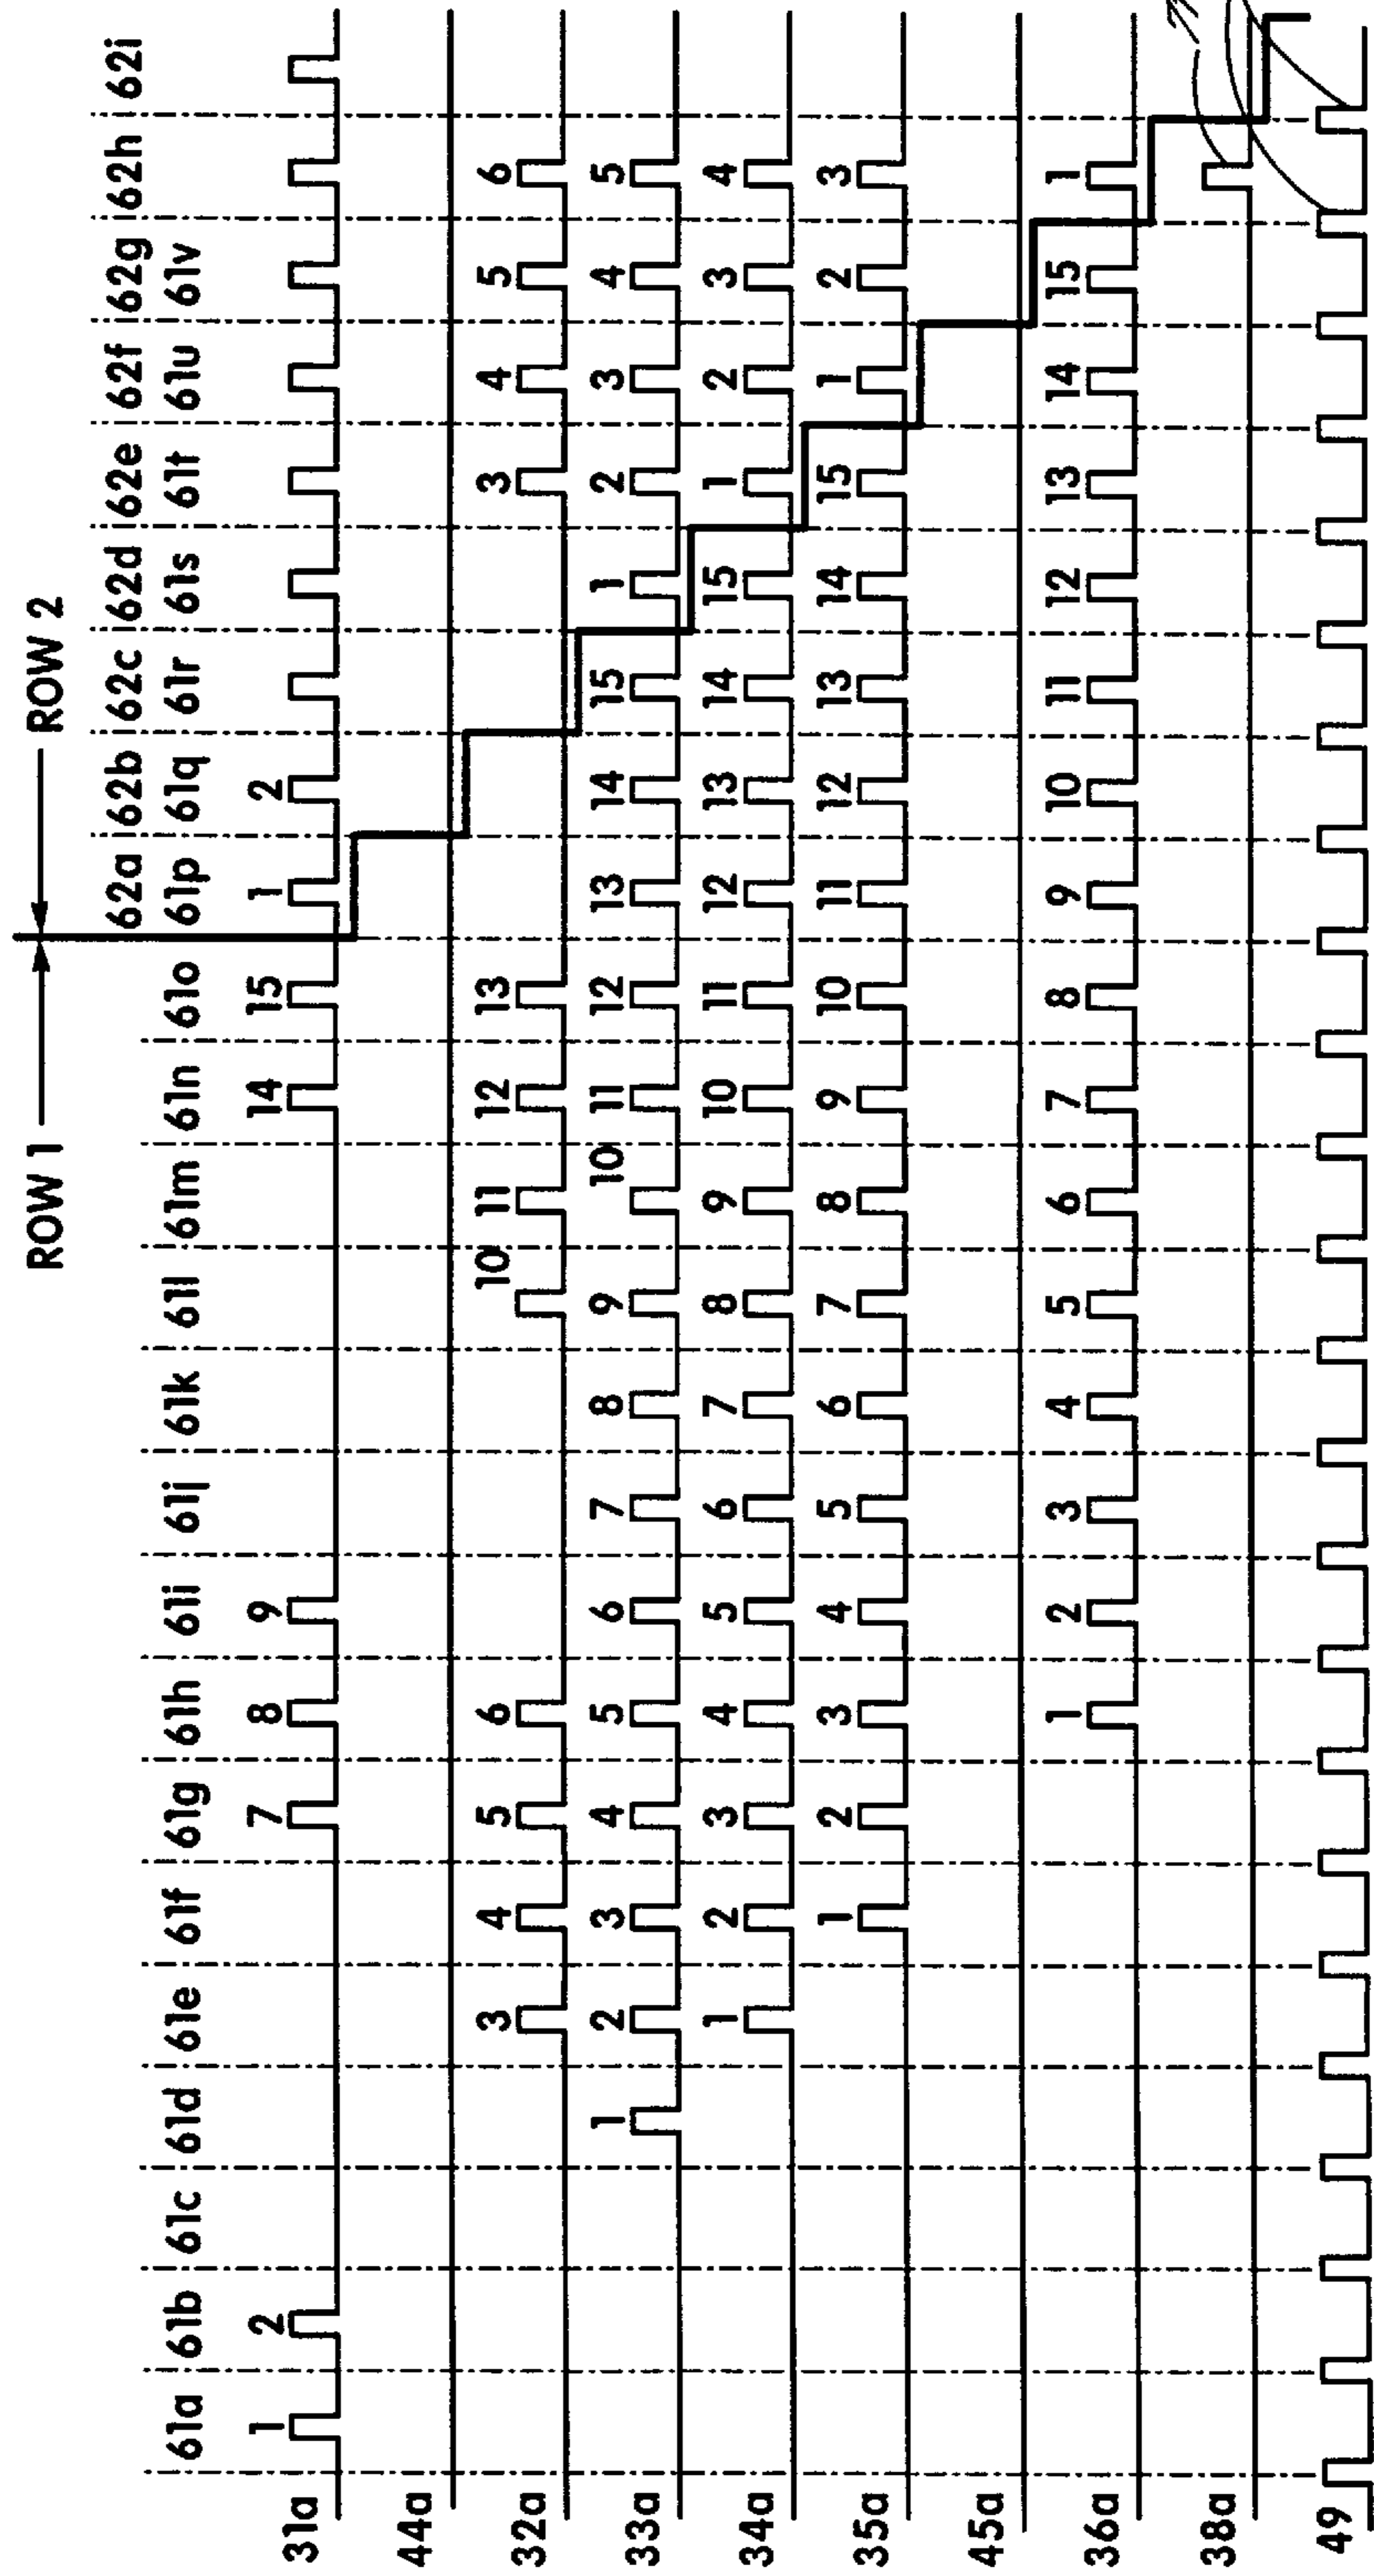 ROW 1 ROW 2
62a 62b 62c 62d 62e 62f 62g 62h 62i
61a 61b 61c 61d 61e 61f 61g 61h 61i 61j 61k 61l 61m 61n 61o 61p 61q 61r 61s 61t 61u 61v
31a 1 2 7 8 9 14 15 1 2
44a
32a 3 4 5 6 10 11 12 13 3 4 5 6
33a 1 2 3 4 5 6 7 8 9 10 11 12 13 14 15 1 2 3 4 5
34a 1 2 3 4 5 6 7 8 9 10 11 12 13 14 15 1 2 3 4
35a 1 2 3 4 5 6 7 8 9 10 11 12 13 14 15 1 2 3
45a
36a 1 2 3 4 5 6 7 8 9 10 11 12 13 14 15 1
38a
49